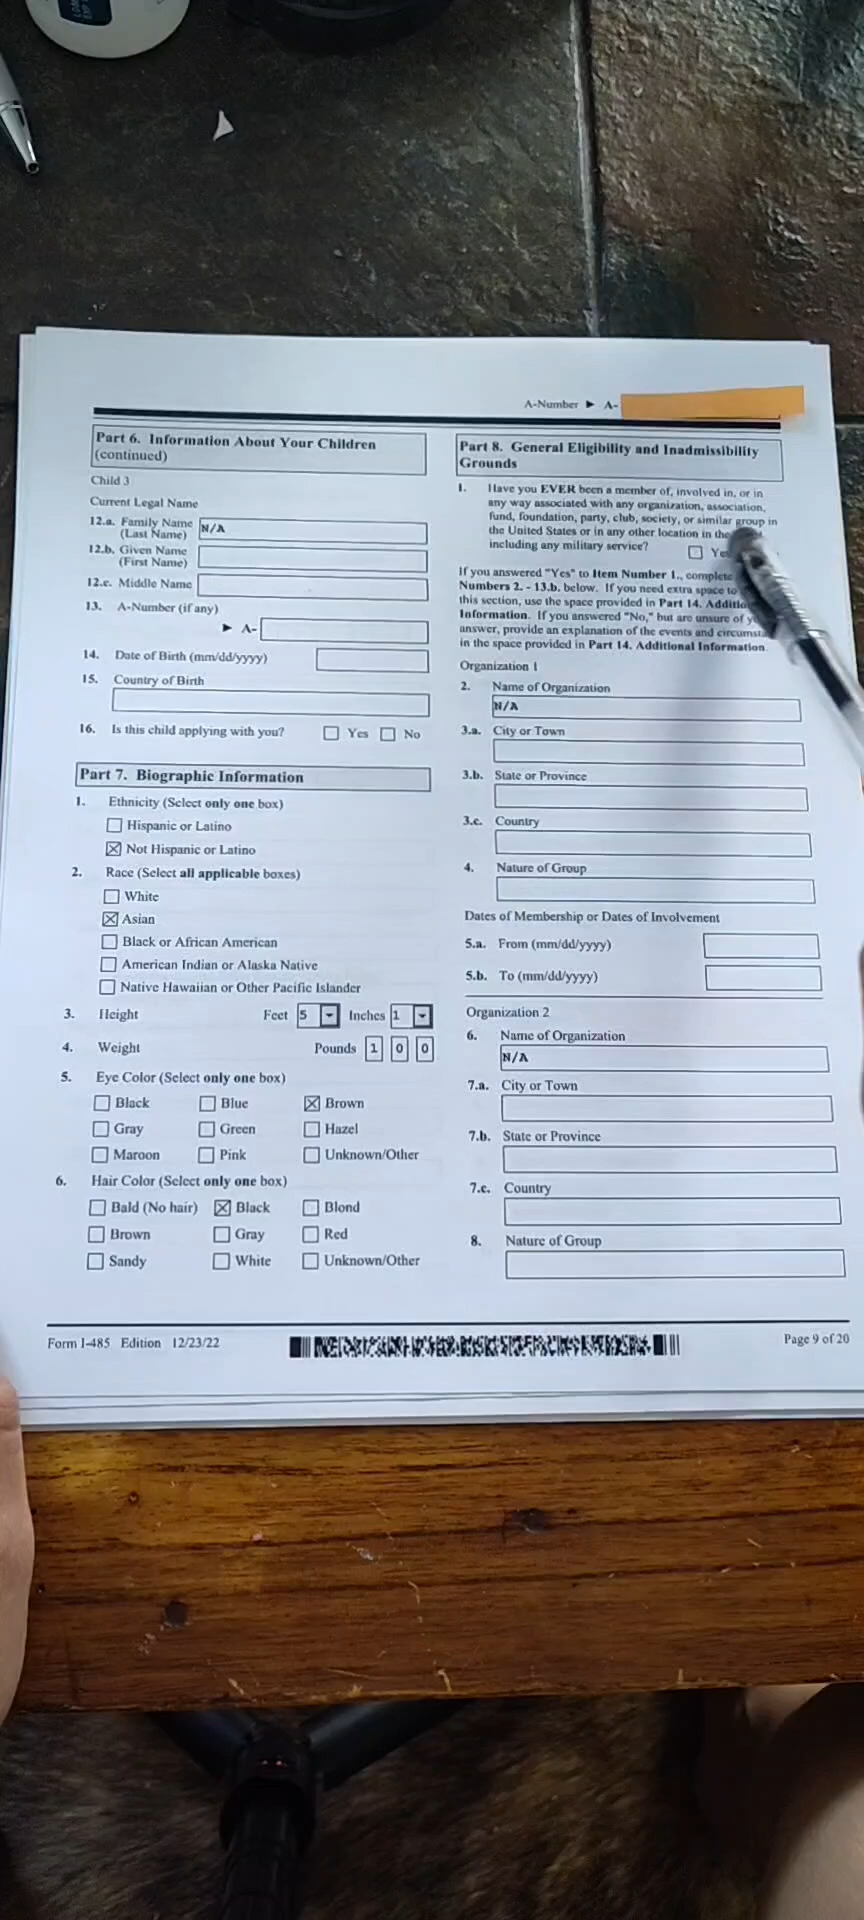 A-Number ► A-
Part 6. Information About Your Children
(continued)
Child 3
Current Legal Name
12.a. Family Name
(Last Name)
N/A
12.b. Given Name
(First Name)
12.c. Middle Name
13. A-Number (if any)
► A-
14. Date of Birth (mm/dd/yyyy)
15. Country of Birth
16. Is this child applying with you? Yes No
Part 7. Biographic Information
1. Ethnicity (Select only one box)
Hispanic or Latino
Not Hispanic or Latino
2. Race (Select all applicable boxes)
White
Asian
Black or African American
American Indian or Alaska Native
Native Hawaiian or Other Pacific Islander
3. Height Feet 5 Inches 1
4. Weight Pounds 1 0 0
5. Eye Color (Select only one box)
Black Blue Brown
Gray Green Hazel
Maroon Pink Unknown/Other
6. Hair Color (Select only one box)
Bald (No hair) Black Blond
Brown Gray Red
Sandy White Unknown/Other
Part 8. General Eligibility and Inadmissibility
Grounds
1. Have you EVER been a member of, involved in, or in
any way associated with any organization, association,
fund, foundation, party, club, society, or similar group in
the United States or in any other location in the
including any military service?
If you answered "Yes" to Item Number 1., complete
Numbers 2. - 13.b. below. If you need extra space to
this section, use the space provided in Part 14.
Information. If you answered "No," but are unsure of
answer, provide an explanation of the events and
in the space provided in Part 14. Additional Information.
Organization 1
2. Name of Organization
N/A
3.a. City or Town
3.b. State or Province
3.c. Country
4. Nature of Group
Dates of Membership or Dates of Involvement
5.a. From (mm/dd/yyyy)
5.b. To (mm/dd/yyyy)
Organization 2
6. Name of Organization
N/A
7.a. City or Town
7.b. State or Province
7.c. Country
8. Nature of Group
Form I-485 Edition 12/23/22
Page 9 of 20